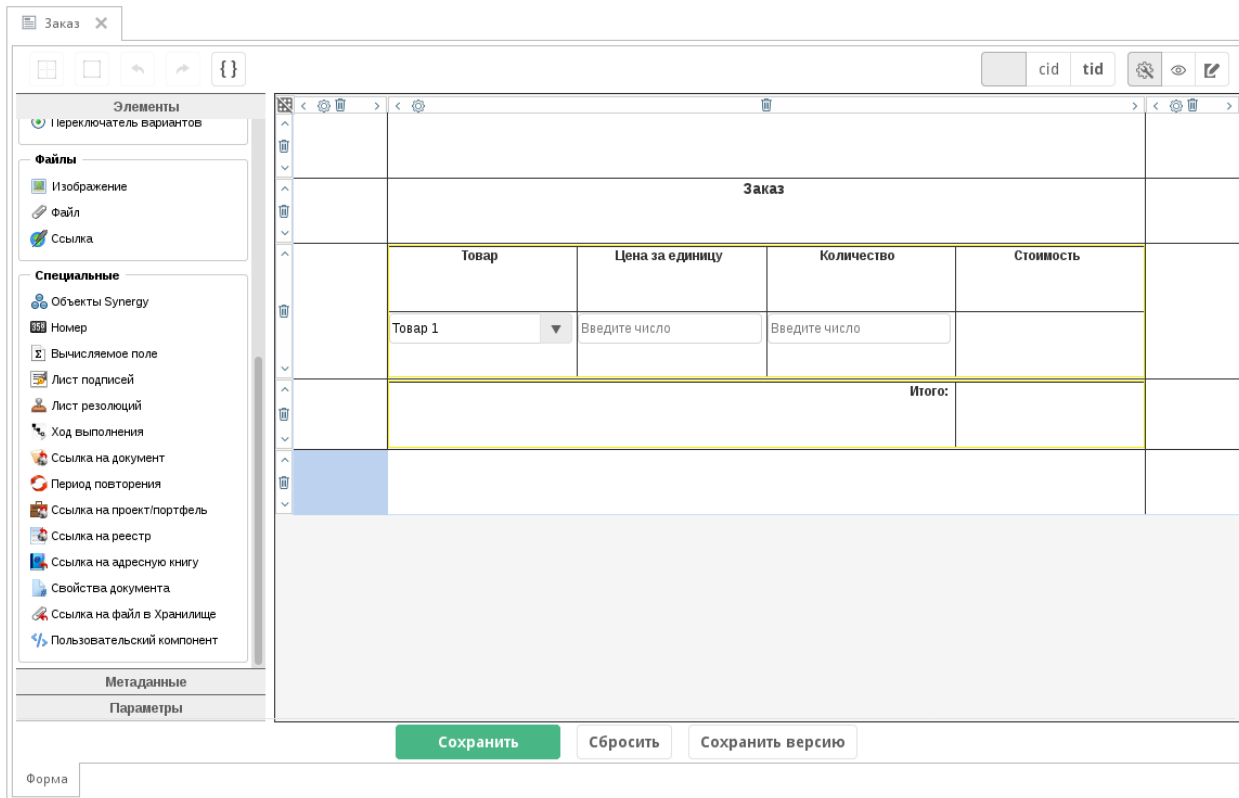 Заказ
{ }
cid
tid
Элементы
Переключатель вариантов
Файлы
Изображение
Файл
Ссылка
Специальные
Объекты Synergy
Номер
Вычисляемое поле
Лист подписей
Лист резолюций
Ход выполнения
Ссылка на документ
Период повторения
Ссылка на проект/портфель
Ссылка на реестр
Ссылка на адресную книгу
Свойства документа
Ссылка на файл в Хранилище
Пользовательский компонент
Метаданные
Параметры
Заказ
Товар Цена за единицу Количество Стоимость
Товар 1 Введите число Введите число
Итого:
Сохранить Сбросить Сохранить версию
Форма